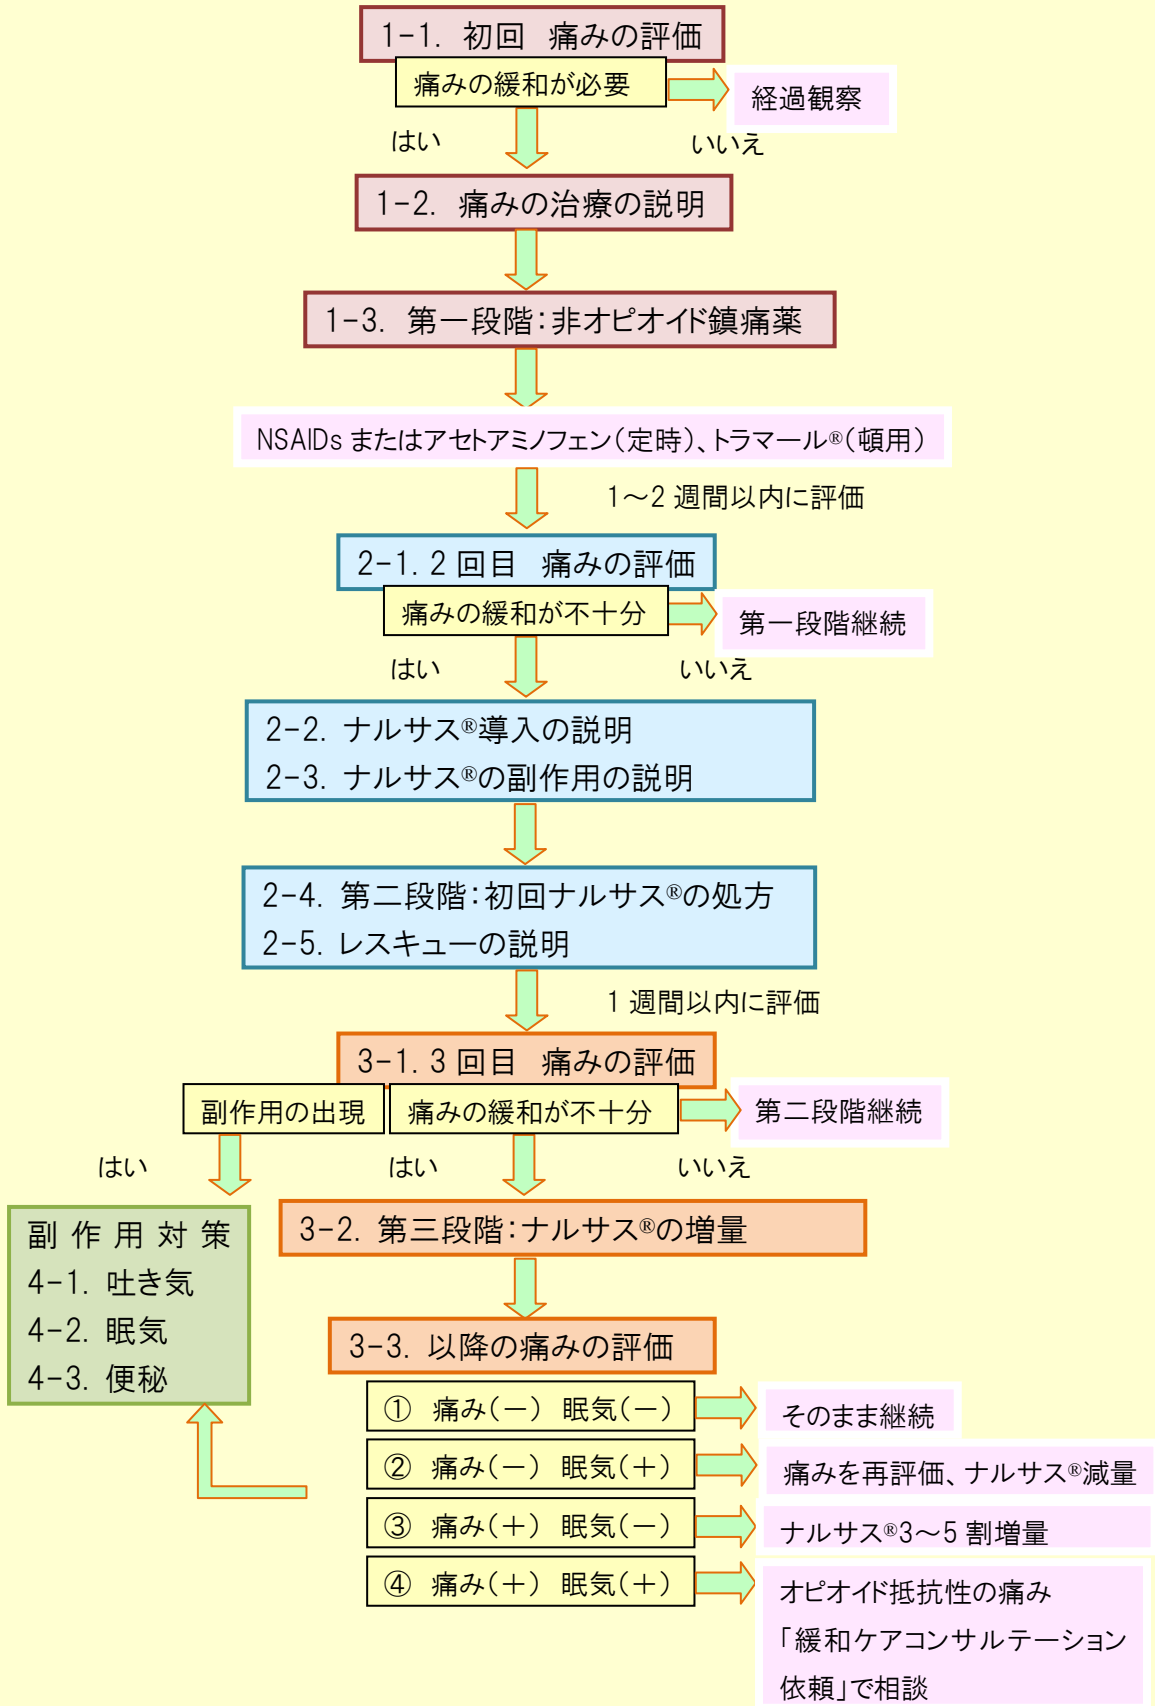 1-1. 初回　痛みの評価
痛みの緩和が必要
経過観察
はい
いいえ
1-2. 痛みの治療の説明
1-3. 第一段階：非オピオイド鎮痛薬
NSAIDs またはアセトアミノフェン（定時）、トラマール®（頓用）
1～2 週間以内に評価
2-1. 2 回目　痛みの評価
痛みの緩和が不十分
第一段階継続
はい
いいえ
2-2. ナルサス®導入の説明
2-3. ナルサス®の副作用の説明
2-4. 第二段階：初回ナルサス®の処方
2-5. レスキューの説明
1 週間以内に評価
3-1. 3 回目　痛みの評価
副作用の出現
痛みの緩和が不十分
第二段階継続
はい
はい
いいえ
副作用対策
4-1. 吐き気
4-2. 眠気
4-3. 便秘
3-2. 第三段階：ナルサス®の増量
3-3. 以降の痛みの評価
①　痛み（－） 眠気（－）
そのまま継続
②　痛み（－） 眠気（＋）
痛みを再評価、ナルサス®減量
③　痛み（＋） 眠気（－）
ナルサス®3～5 割増量
④　痛み（＋） 眠気（＋）
オピオイド抵抗性の痛み
「緩和ケアコンサルテーション
依頼」で相談